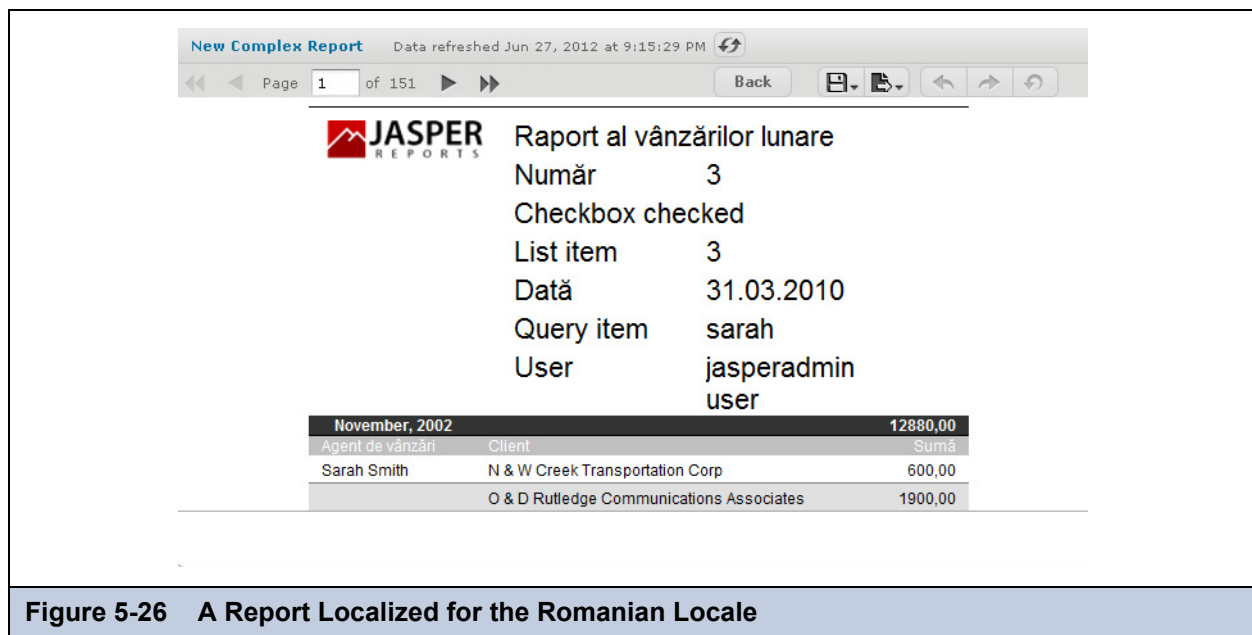 New Complex Report Data refreshed Jun 27, 2012 at 9:15:29 PM
Page 1 of 151 Back
JASPER
REPORTS
Raport al vânzărilor lunare
Număr 3
Checkbox checked
List item 3
Dată 31.03.2010
Query item sarah
User jasperadmin
user
November, 2002 12880,00
Agent de vânzări Client Sumă
Sarah Smith N & W Creek Transportation Corp 600,00
O & D Rutledge Communications Associates 1900,00
Figure 5-26 A Report Localized for the Romanian Locale